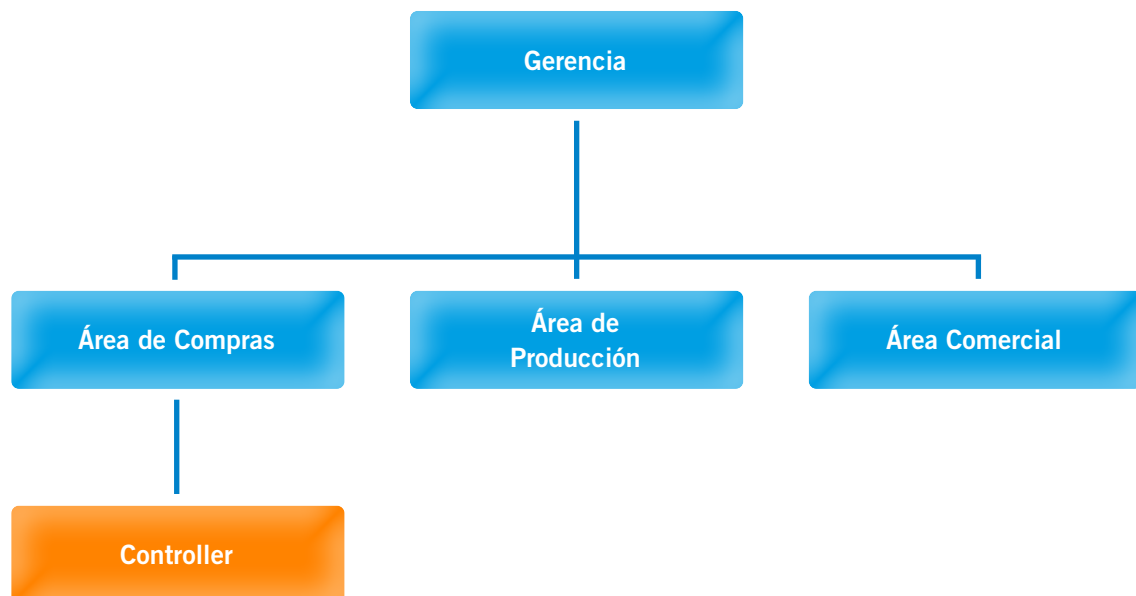 Gerencia
Área de Compras
Área de
Producción
Área Comercial
Controller